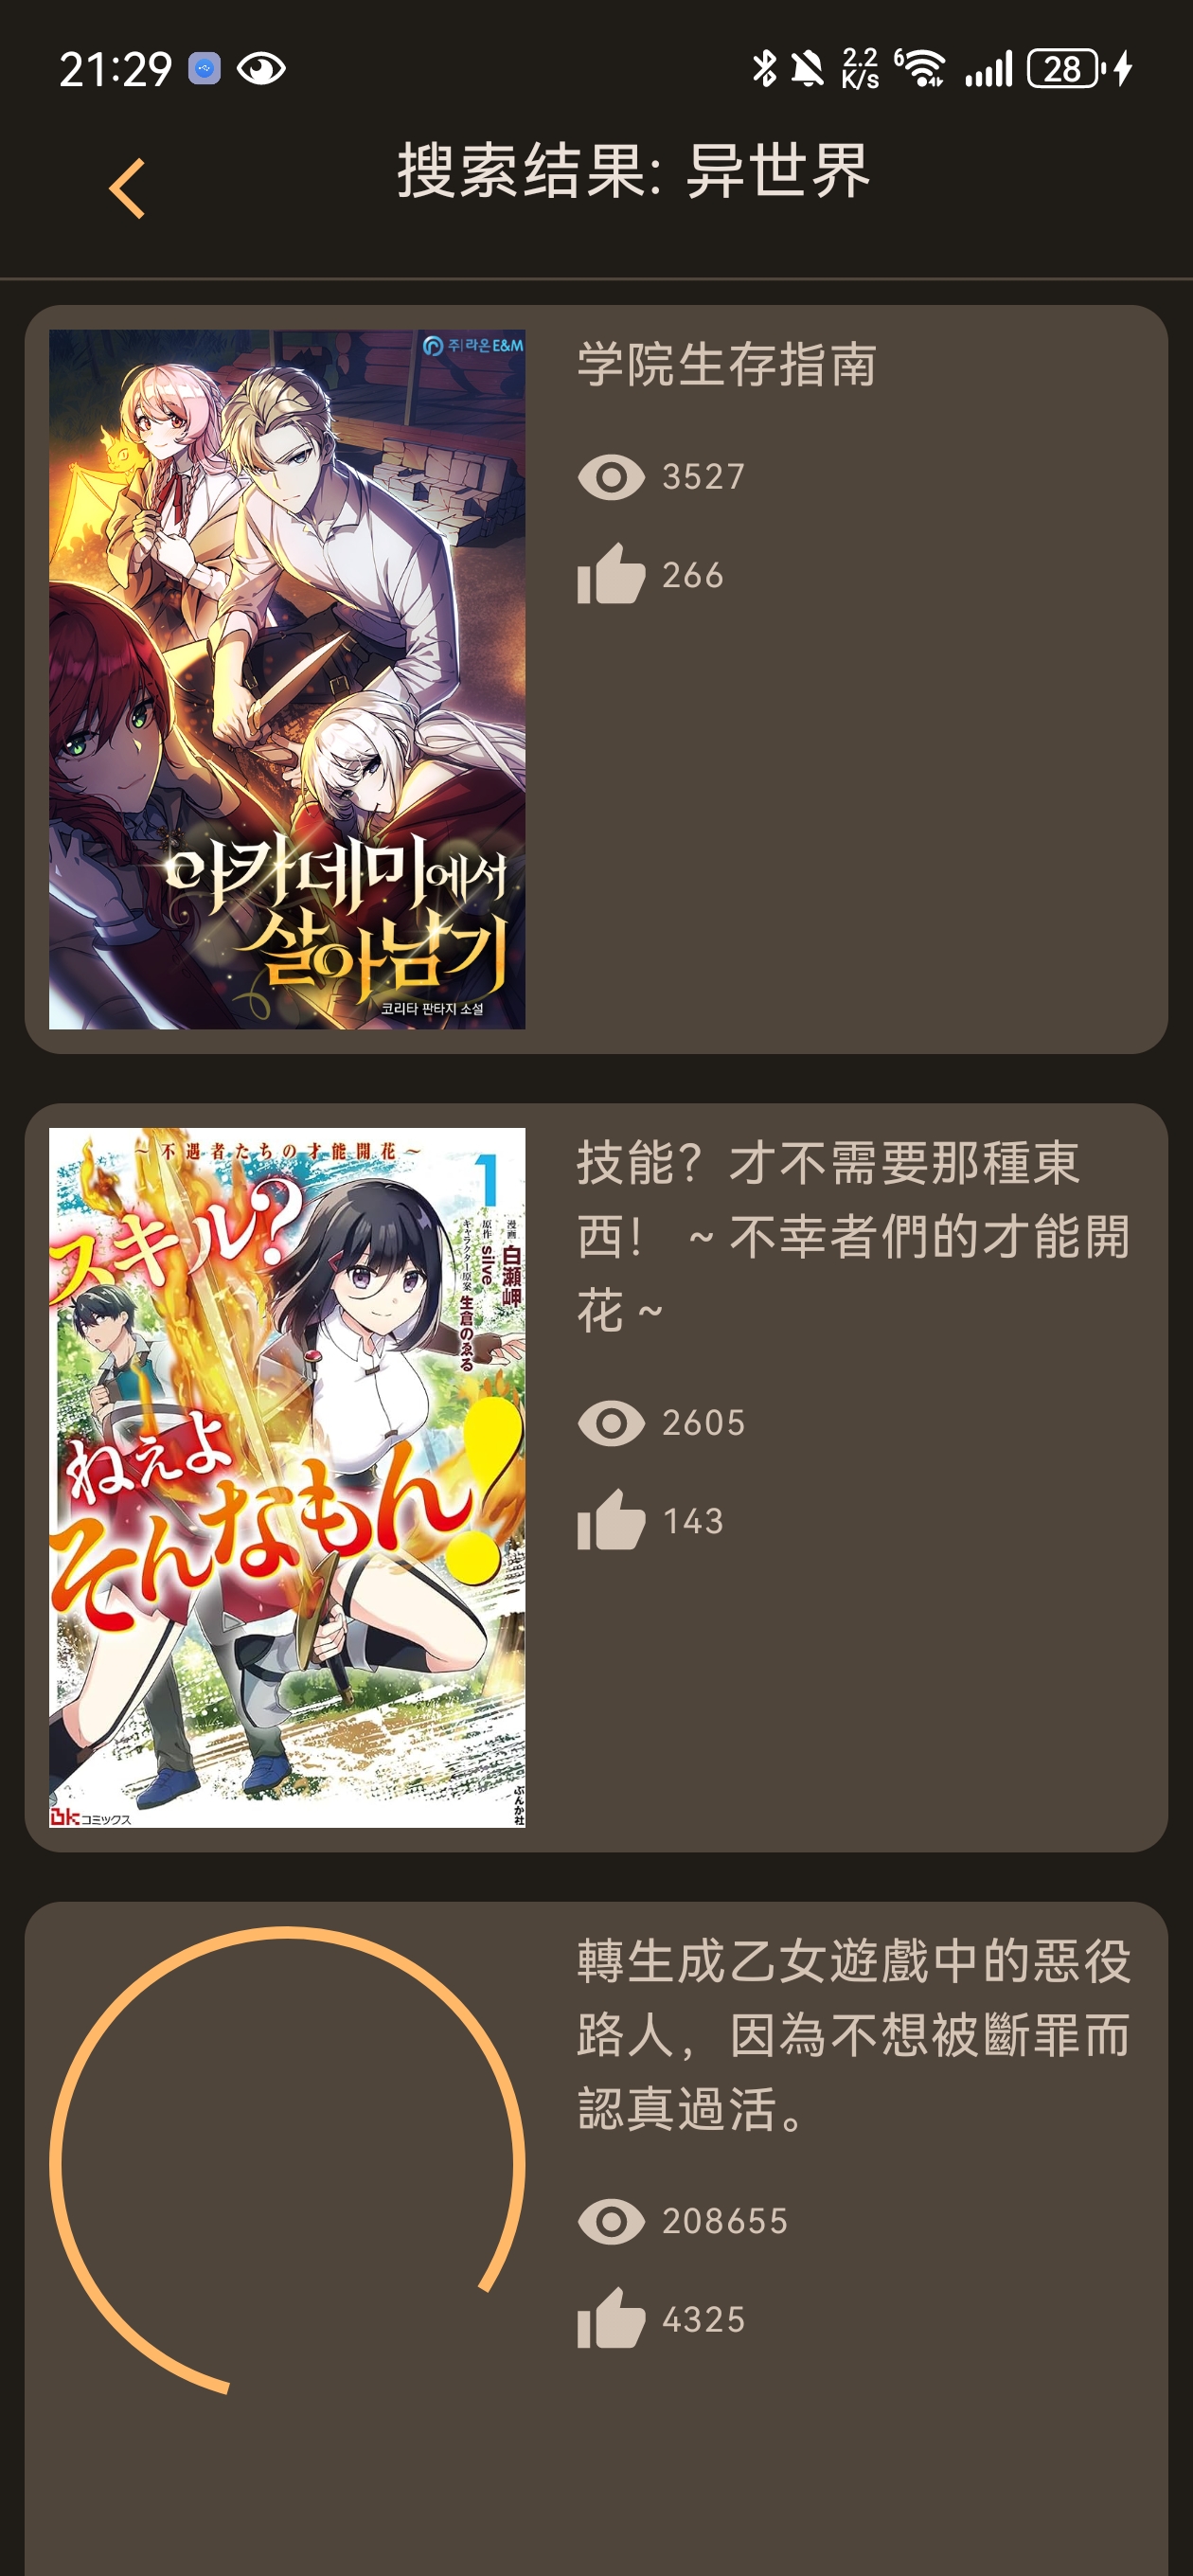 21:29
2.2
K/s
6
28
搜索结果: 异世界
주|라온E&M
아카데미에서
살아남기
코리타 판타지 소설
学院生存指南
3527
266
~不遇者たちの才能開花~
1
スキル?
漫画 白瀬岬
原作 siive
キャラクター原案 生倉のゑる
ねぇよ
そんなもん!
BK コミックス
ぶんか社
技能？才不需要那種東
西！ ~不幸者們的才能開
花~
2605
143
轉生成乙女遊戲中的惡役
路人，因為不想被斷罪而
認真過活。
208655
4325